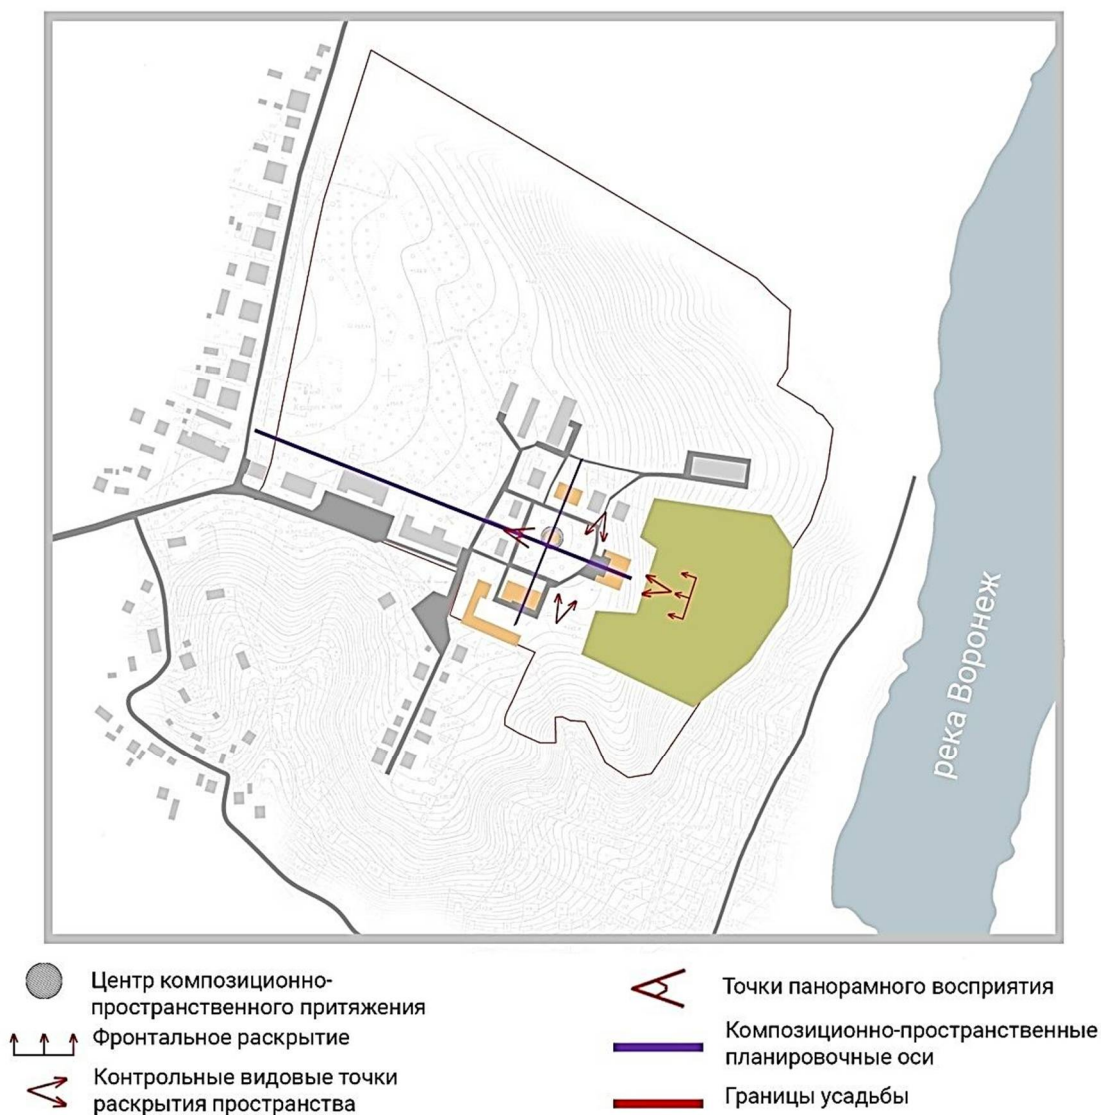 река Воронеж
Центр композиционно-
пространственного притяжения
Фронтальное раскрытие
Контрольные видовые точки
раскрытия пространства
Точки панорамного восприятия
Композиционно-пространственные
планировочные оси
Границы усадьбы